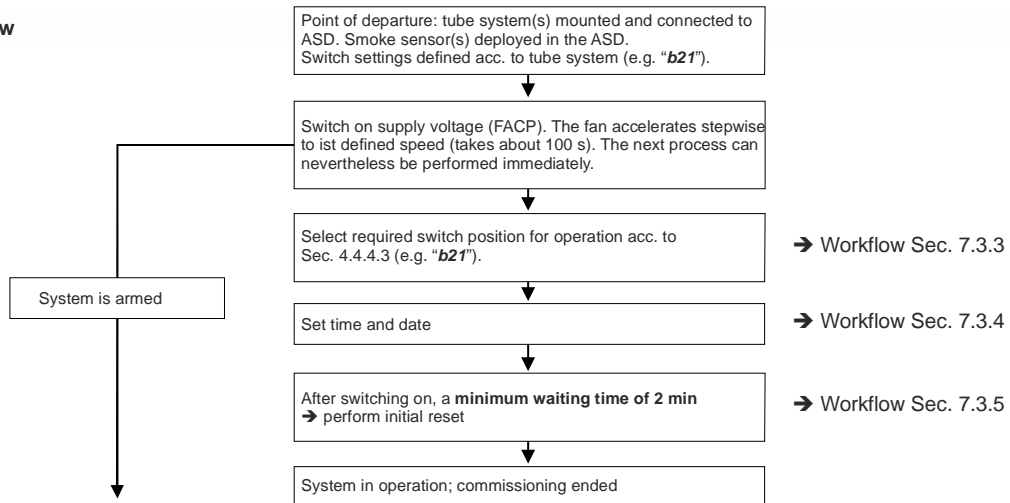 w
Point of departure: tube system(s) mounted and connected to
ASD. Smoke sensor(s) deployed in the ASD.
Switch settings defined acc. to tube system (e.g. “b21”).
Switch on supply voltage (FACP). The fan accelerates stepwise
to ist defined speed (takes about 100 s). The next process can
nevertheless be performed immediately.
Select required switch position for operation acc. to
Sec. 4.4.4.3 (e.g. “b21”).
➔ Workflow Sec. 7.3.3
System is armed
Set time and date
➔ Workflow Sec. 7.3.4
After switching on, a minimum waiting time of 2 min
➔ perform initial reset
➔ Workflow Sec. 7.3.5
System in operation; commissioning ended